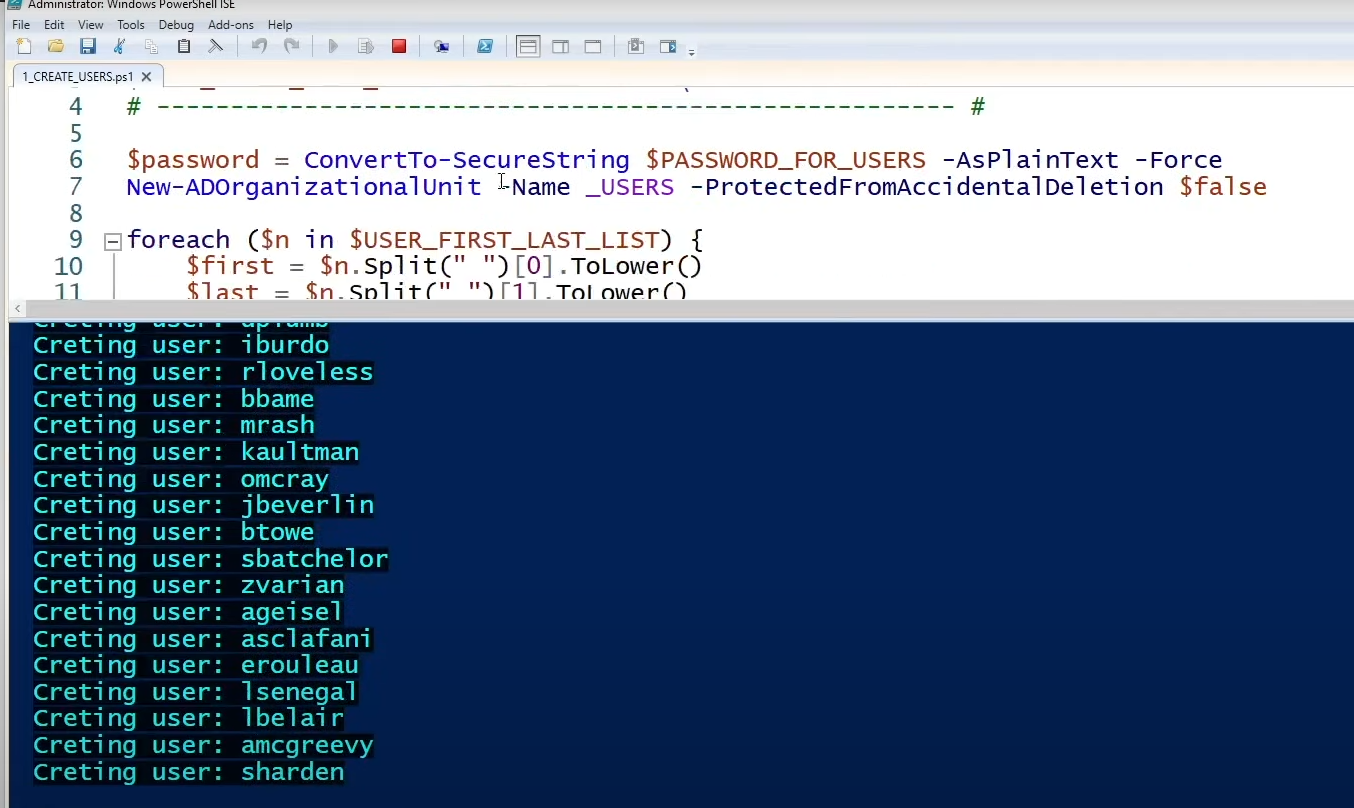 Administrator: Windows PowerShell ISE
File Edit View Tools Debug Add-ons Help
1_CREATE_USERS.ps1
4 # ------------------------------------------------------ #
5
6 $password = ConvertTo-SecureString $PASSWORD_FOR_USERS -AsPlainText -Force
7 New-ADOrganizationalUnit -Name _USERS -ProtectedFromAccidentalDeletion $false
8
9 foreach ($n in $USER_FIRST_LAST_LIST) {
10 $first = $n.Split(" ")[0].ToLower()
11 $last = $n.Split(" ")[1].ToLower()
Creting user:
Creting user: iburdo
Creting user: rloveless
Creting user: bbame
Creting user: mrash
Creting user: kaultman
Creting user: omcray
Creting user: jbeverlin
Creting user: btowe
Creting user: sbatchelor
Creting user: zvarian
Creting user: ageisel
Creting user: asclafani
Creting user: erouleau
Creting user: lsenegal
Creting user: lbelair
Creting user: amcgreevy
Creting user: sharden